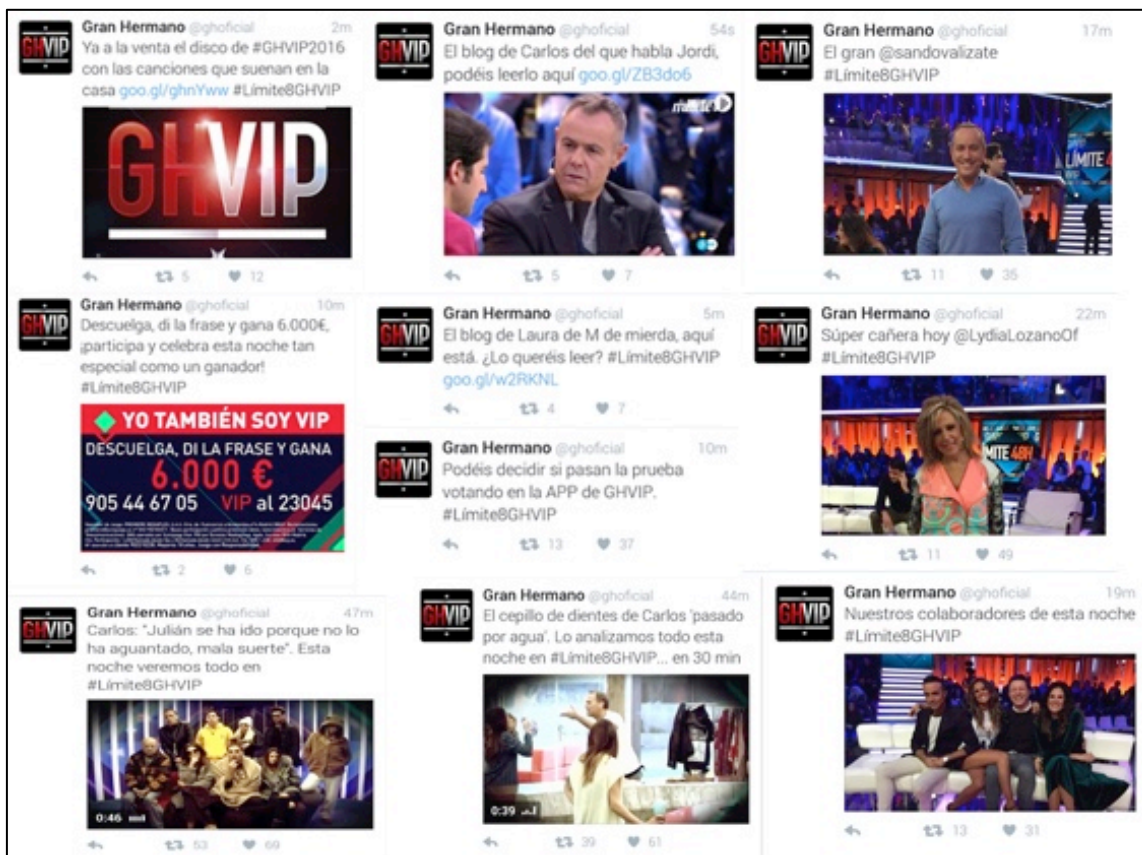 Gran Hermano @ghoficial 2m
Ya a la venta el disco de #GHVIP2016
con las canciones que suenan en la
casa goo.gl/ghnYww #Límite8GHVIP
GHVIP
5 12
Gran Hermano @ghoficial 54s
El blog de Carlos del que habla Jordi,
podéis leerlo aquí goo.gl/ZB3do6
5 7
Gran Hermano @ghoficial 17m
El gran @sandovalizate
#Límite8GHVIP
LÍMITE 4
11 35
Gran Hermano @ghoficial 10m
Descuelga, di la frase y gana 6.000€,
¡participa y celebra esta noche tan
especial como un ganador!
#Límite8GHVIP
YO TAMBIÉN SOY VIP
DESCUELGA, DI LA FRASE Y GANA
6.000 €
905 44 67 05 VIP al 23045
2 6
Gran Hermano @ghoficial 5m
El blog de Laura de M de mierda, aquí
está. ¿Lo queréis leer? #Límite8GHVIP
goo.gl/w2RKNL
4 7
Gran Hermano @ghoficial 10m
Podéis decidir si pasan la prueba
votando en la APP de GHVIP.
#Límite8GHVIP
13 37
Gran Hermano @ghoficial 22m
Súper cañera hoy @LydiaLozanoOf
#Límite8GHVIP
MITE 48H
11 49
Gran Hermano @ghoficial 47m
Carlos: "Julián se ha ido porque no lo
ha aguantado, mala suerte". Esta
noche veremos todo en
#Límite8GHVIP
0:46
53 69
Gran Hermano @ghoficial 44m
El cepillo de dientes de Carlos 'pasado
por agua'. Lo analizamos todo esta
noche en #Límite8GHVIP... en 30 min
0:39
39 61
Gran Hermano @ghoficial 19m
Nuestros colaboradores de esta noche
#Límite8GHVIP
13 31